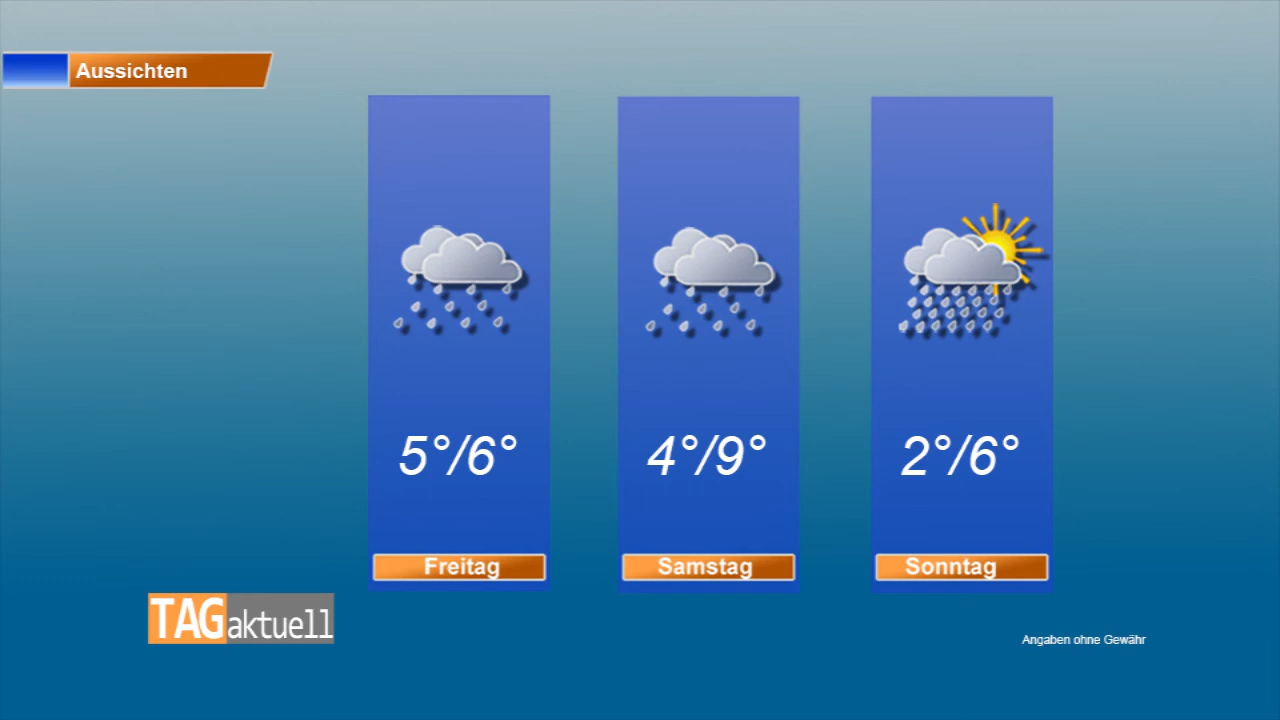 Aussichten
5°/6°
4°/9°
2°/6°
Freitag
Samstag
Sonntag
TAGaktuell
Angaben ohne Gewähr